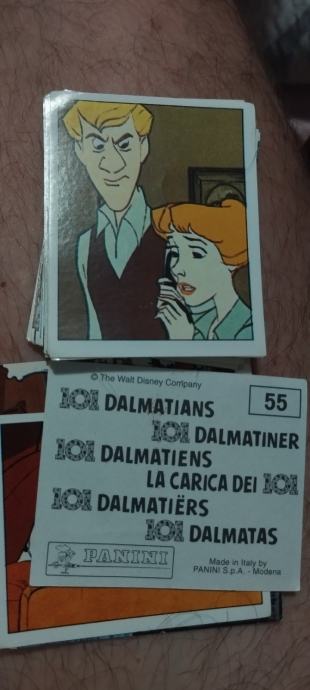 © The Walt Disney Company
55
101 DALMATIANS
101 DALMATINER
101 DALMATIENS
LA CARICA DEI 101
101 DALMATIËRS
101 DALMATAS
PANINI
Made in Italy by
PANINI S.p.A. - Modena